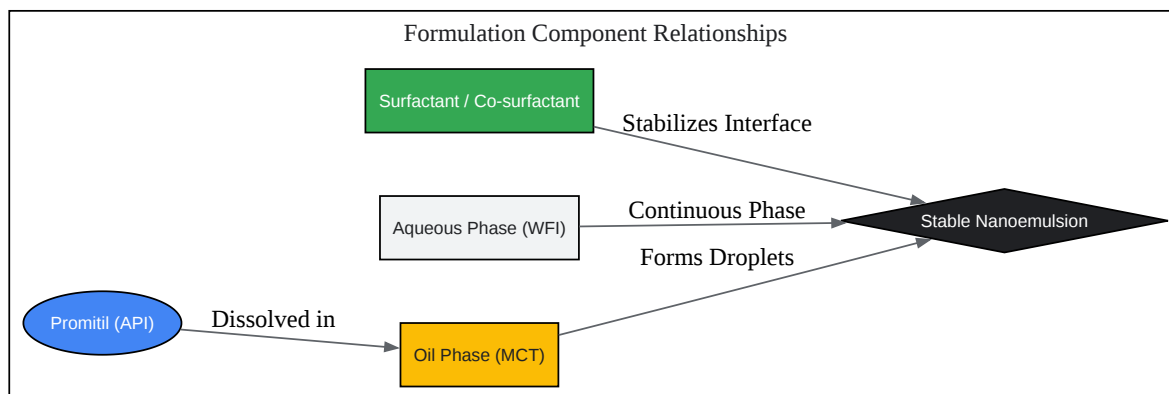 Formulation Component Relationships
Surfactant / Co-surfactant
Stabilizes Interface
Aqueous Phase (WFI)
Continuous Phase
Stable Nanoemulsion
Forms Droplets
Promitil (API)
Dissolved in
Oil Phase (MCT)